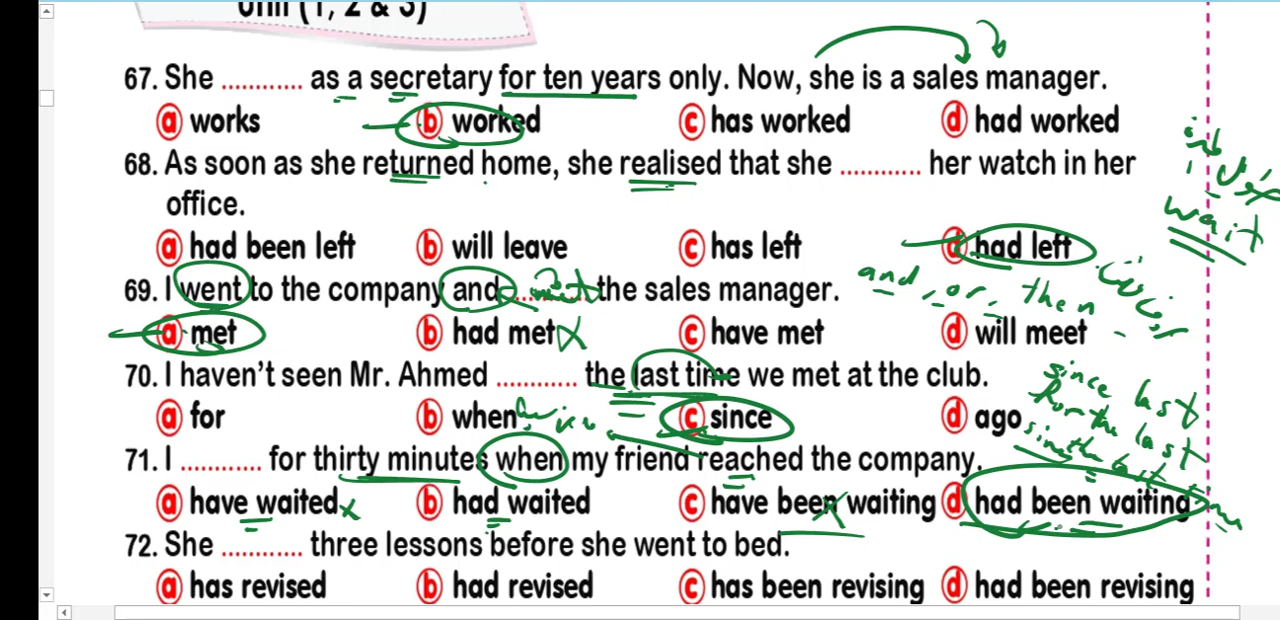 Unit (1, 2 & 3)
67. She ............ as a secretary for ten years only. Now, she is a sales manager.
a works b worked c has worked d had worked
68. As soon as she returned home, she realised that she ............ her watch in her
office.
a had been left b will leave c has left d had left
wait
69. I went to the company and met the sales manager.
and, or, then
a met b had met x c have met d will meet
70. I haven't seen Mr. Ahmed ............ the last time we met at the club.
since last
a for b when c since d ago
for the last
71. I ............ for thirty minutes when my friend reached the company.
since the last
a have waited x b had waited c have been waiting d had been waiting
72. She ............ three lessons before she went to bed.
a has revised b had revised c has been revising d had been revising